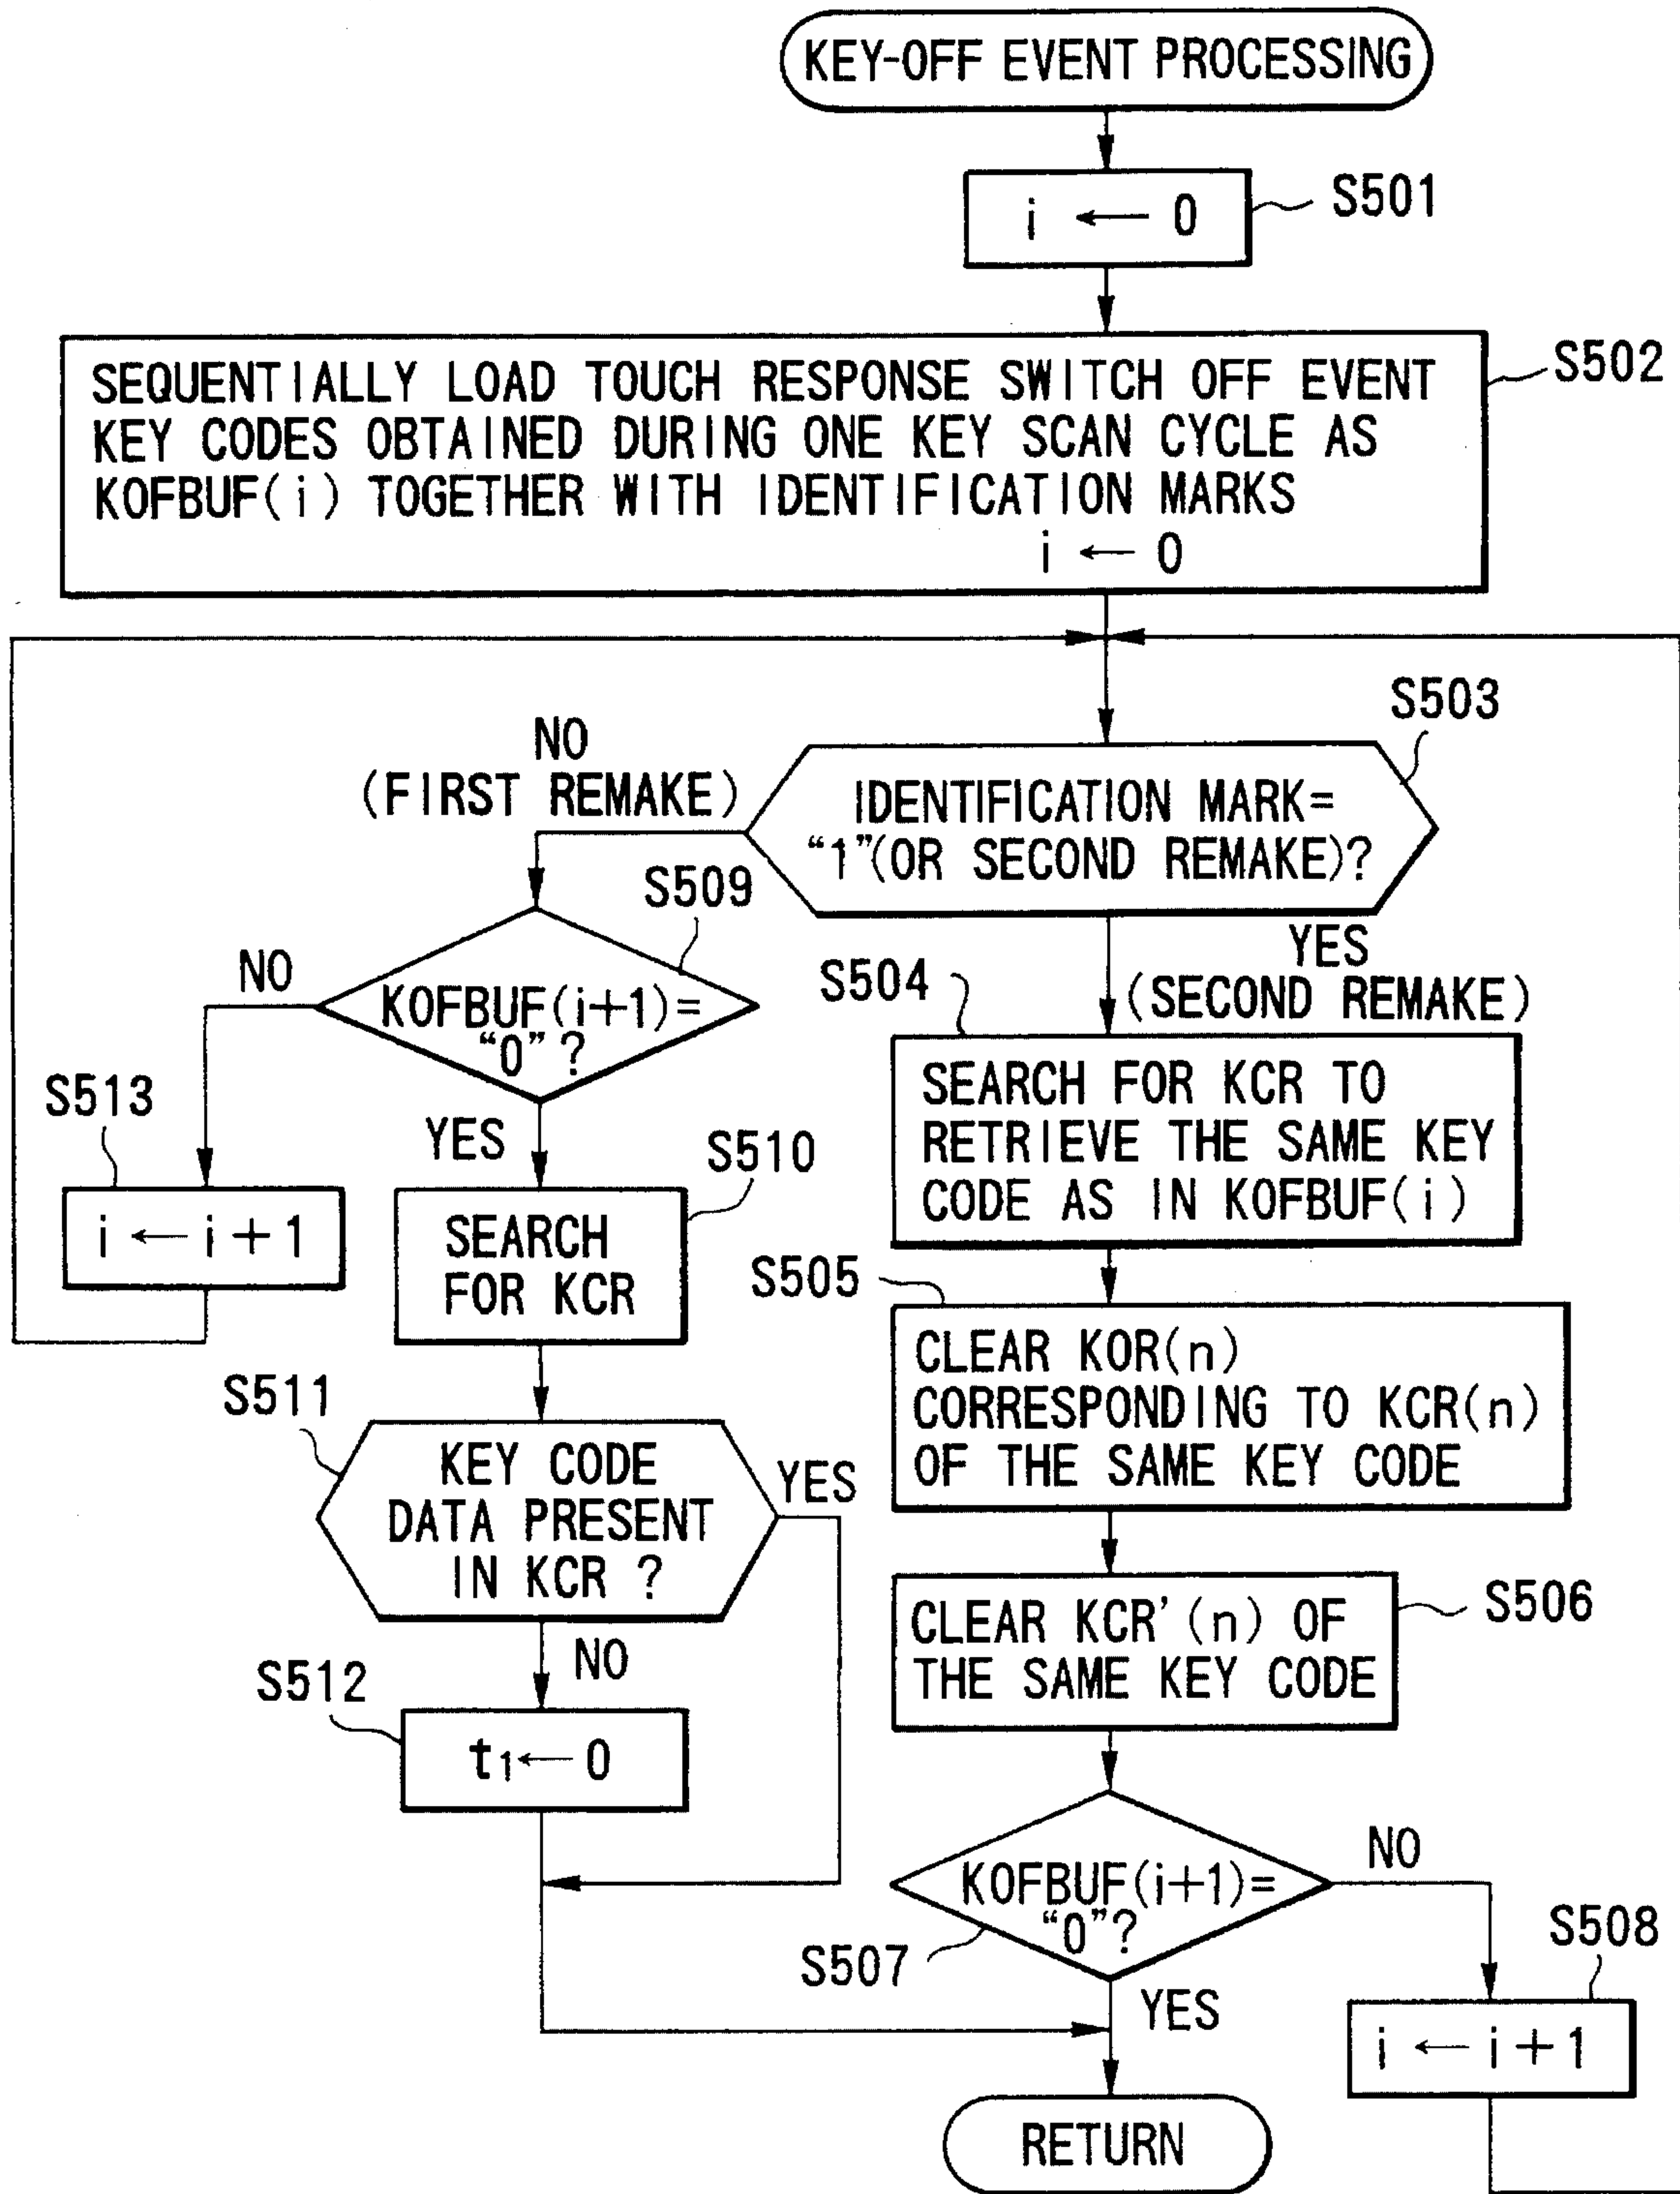 KEY-OFF EVENT PROCESSING
i ← 0
S501
SEQUENTIALLY LOAD TOUCH RESPONSE SWITCH OFF EVENT
KEY CODES OBTAINED DURING ONE KEY SCAN CYCLE AS
KOFBUF(i) TOGETHER WITH IDENTIFICATION MARKS
i ← 0
S502
S503
IDENTIFICATION MARK=
“1”(OR SECOND REMAKE)?
NO
(FIRST REMAKE)
YES
(SECOND REMAKE)
S509
KOFBUF(i+1)=
“0”?
NO
YES
S513
i ← i+1
S510
SEARCH
FOR KCR
S511
KEY CODE
DATA PRESENT
IN KCR ?
YES
NO
S512
t1← 0
S504
SEARCH FOR KCR TO
RETRIEVE THE SAME KEY
CODE AS IN KOFBUF(i)
S505
CLEAR KOR(n)
CORRESPONDING TO KCR(n)
OF THE SAME KEY CODE
CLEAR KCR'(n) OF
THE SAME KEY CODE
S506
KOFBUF(i+1)=
“0”?
S507
NO
YES
S508
i ← i+1
RETURN